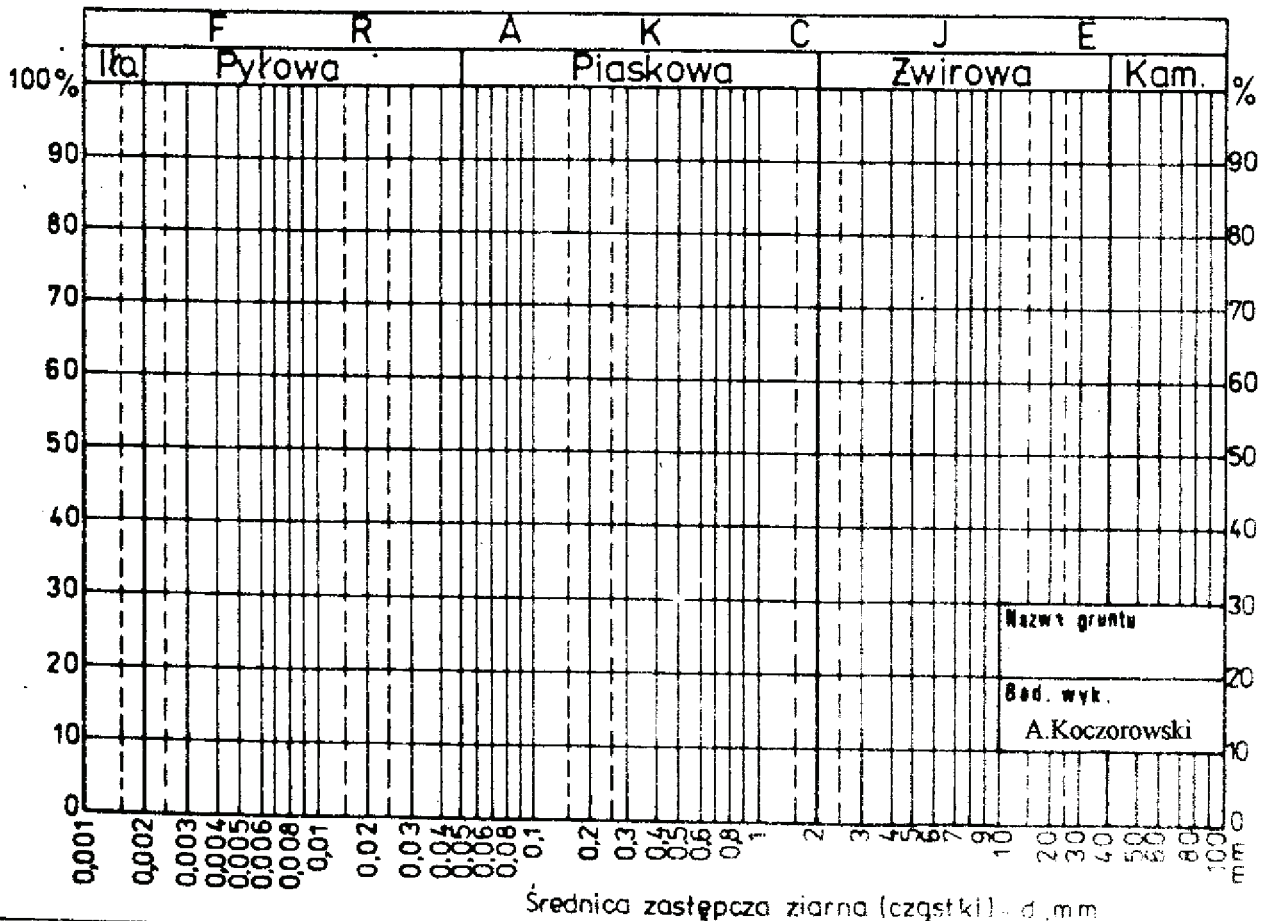 F R A K C J E
Iła Pyłowa Piaskowa Żwirowa Kam.
100% %
90 90
80 80
70 70
60 60
50 50
40 40
30 30
Nazwa gruntu
20 20
Bad. wyk.
A.Koczorowski
10 10
0 0
0,001 0,002 0,003 0,004 0,005 0,006 0,008 0,01 0,02 0,03 0,04 0,05 0,06 0,08 0,1 0,2 0,3 0,4 0,5 0,6 0,8 1 2 3 4 5 6 7 9 10 20 30 40 50 60 80 100 mm
Średnica zastępcza ziarna (cząstki) - d, mm